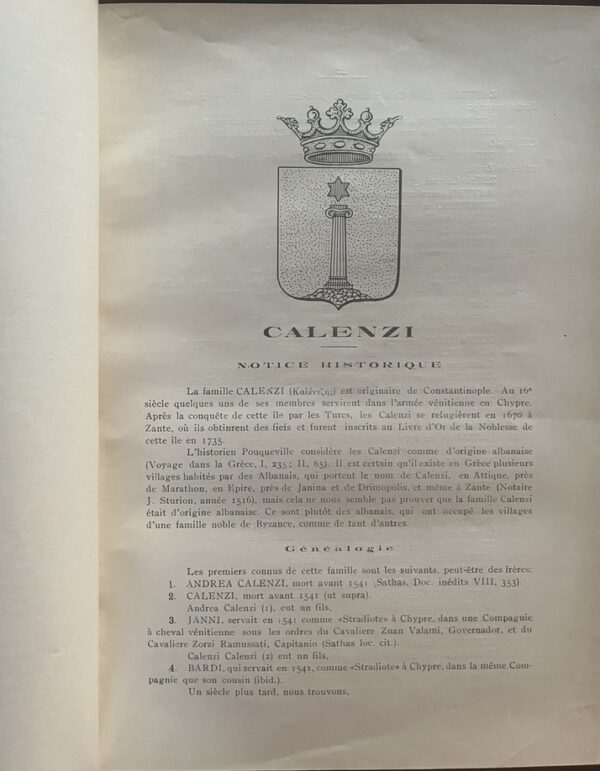 CALENZI
NOTICE HISTORIQUE
La famille CALENZI (Καλέντζης) est originaire de Constantinople. Au 16e
siècle quelques uns de ses membres servirent dans l'armée vénitienne en Chypre.
Après la conquête de cette île par les Turcs, les Calenzi se refugièrent en 1670 à
Zante, où ils obtinrent des fiefs et furent inscrits au Livre d'Or de la Noblesse de
cette île en 1735.
L'historien Pouqueville considère les Calenzi comme d'origine albanaise
(Voyage dans la Grèce, I, 235; II, 65). Il est certain qu'il existe en Grèce plusieurs
villages habités par des Albanais, qui portent le nom de Calenzi, en Attique, près
de Marathon, en Epire, près de Janina et de Drimopolis, et même à Zante (Notaire
J. Sturion, année 1516), mais cela ne nous semble pas prouver que la famille Calenzi
était d'origine albanaise. Ce sont plutôt des albanais, qui ont occupé les villages
d'une famille noble de Byzance, comme de tant d'autres.
Généalogie
Les premiers connus de cette famille sont les suivants, peut-être des frères:
1. ANDREA CALENZI, mort avant 1541 (Sathas, Doc. inédits VIII, 353).
2. CALENZI, mort avant 1541 (ut supra).
Andrea Calenzi (1), eut un fils,
3. JANNI, servait en 1541 comme «Stradiote» à Chypre, dans une Compagnie
à cheval vénitienne sous les ordres du Cavaliere Zuan Valami, Governador, et du
Cavaliere Zorzi Ramussati, Capitanio (Sathas loc. cit.).
Calenzi Calenzi (2) eut un fils,
4. BARDI, qui servait en 1541, comme «Stradiote» à Chypre, dans la même Com-
pagnie que son cousin (ibid.).
Un siècle plus tard, nous trouvons,